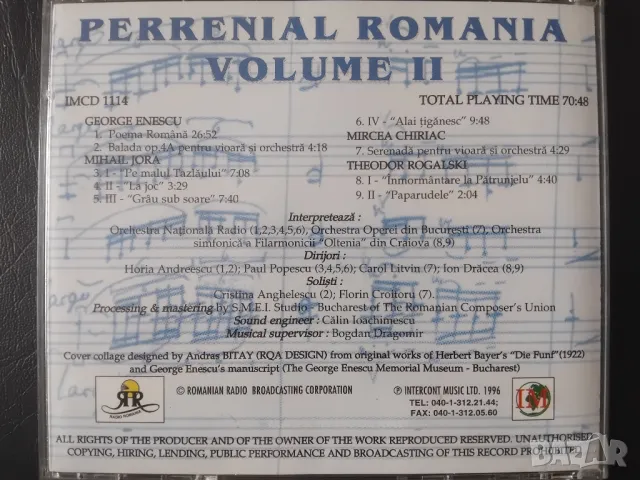 PERRENIAL ROMANIA
VOLUME II
IMCD 1114
TOTAL PLAYING TIME 70:48
GEORGE ENESCU
1. Poema Română 26:52
2. Balada op.4A pentru vioară și orchestră 4:18
MIHAIL JORA
3. I - "Pe malul Tazlăului" 7:08
4. II - "La joc" 3:29
5. III - "Grâu sub soare" 7:40
6. IV - "Alai țigănesc" 9:48
MIRCEA CHIRIAC
7. Serenadă pentru vioară și orchestră 4:29
THEODOR ROGALSKI
8. I - "Înmormântare la Pătrunjelu" 4:40
9. II - "Paparudele" 2:04
Interpretează :
Orchestra Națională Radio (1,2,3,4,5,6), Orchestra Operei din București (7), Orchestra
simfonică a Filarmonicii "Oltenia" din Craiova (8,9)
Dirijori :
Horia Andreescu (1,2); Paul Popescu (3,4,5,6); Carol Litvin (7); Ion Drăcea (8,9)
Soliști :
Cristina Anghelescu (2); Florin Croitoru (7).
Processing & mastering by S.M.E.I. Studio - Bucharest of The Romanian Composer's Union
Sound engineer : Călin Ioachimescu
Musical supervisor : Bogdan Dragomir
Cover collage designed by Andras BITAY (RQA DESIGN) from original works of Herbert Bayer's "Die Funf"(1922)
and George Enescu's manuscript (The George Enescu Memorial Museum - Bucharest)
RADIO ROMANIA
© ROMANIAN RADIO BROADCASTING CORPORATION
℗ INTERCONT MUSIC LTD. 1996
TEL: 040-1-312.21.44;
FAX: 040-1-312.05.60
IM
ALL RIGHTS OF THE PRODUCER AND OF THE OWNER OF THE WORK REPRODUCED RESERVED. UNAUTHORISED
COPYING, HIRING, LENDING, PUBLIC PERFORMANCE AND BROADCASTING OF THIS RECORD PROHIBITED.
BAZAR